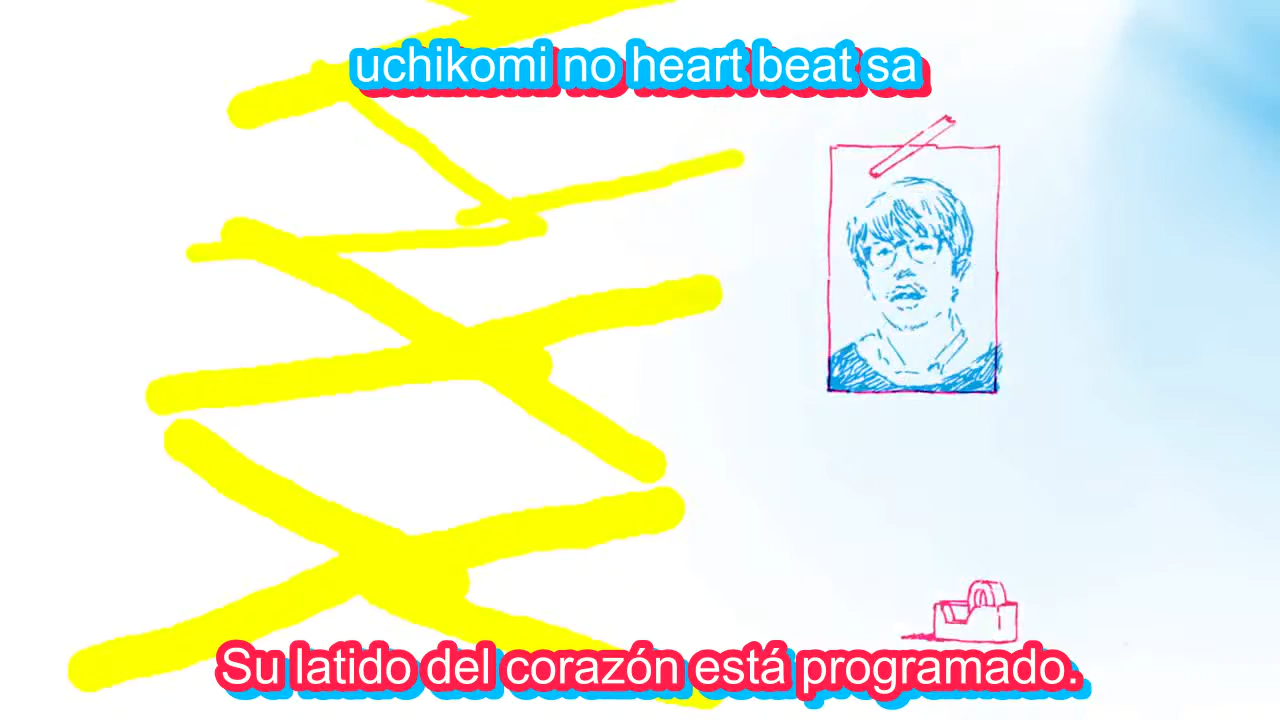 uchikomi no heart beat sa
Su latido del corazón está programado.